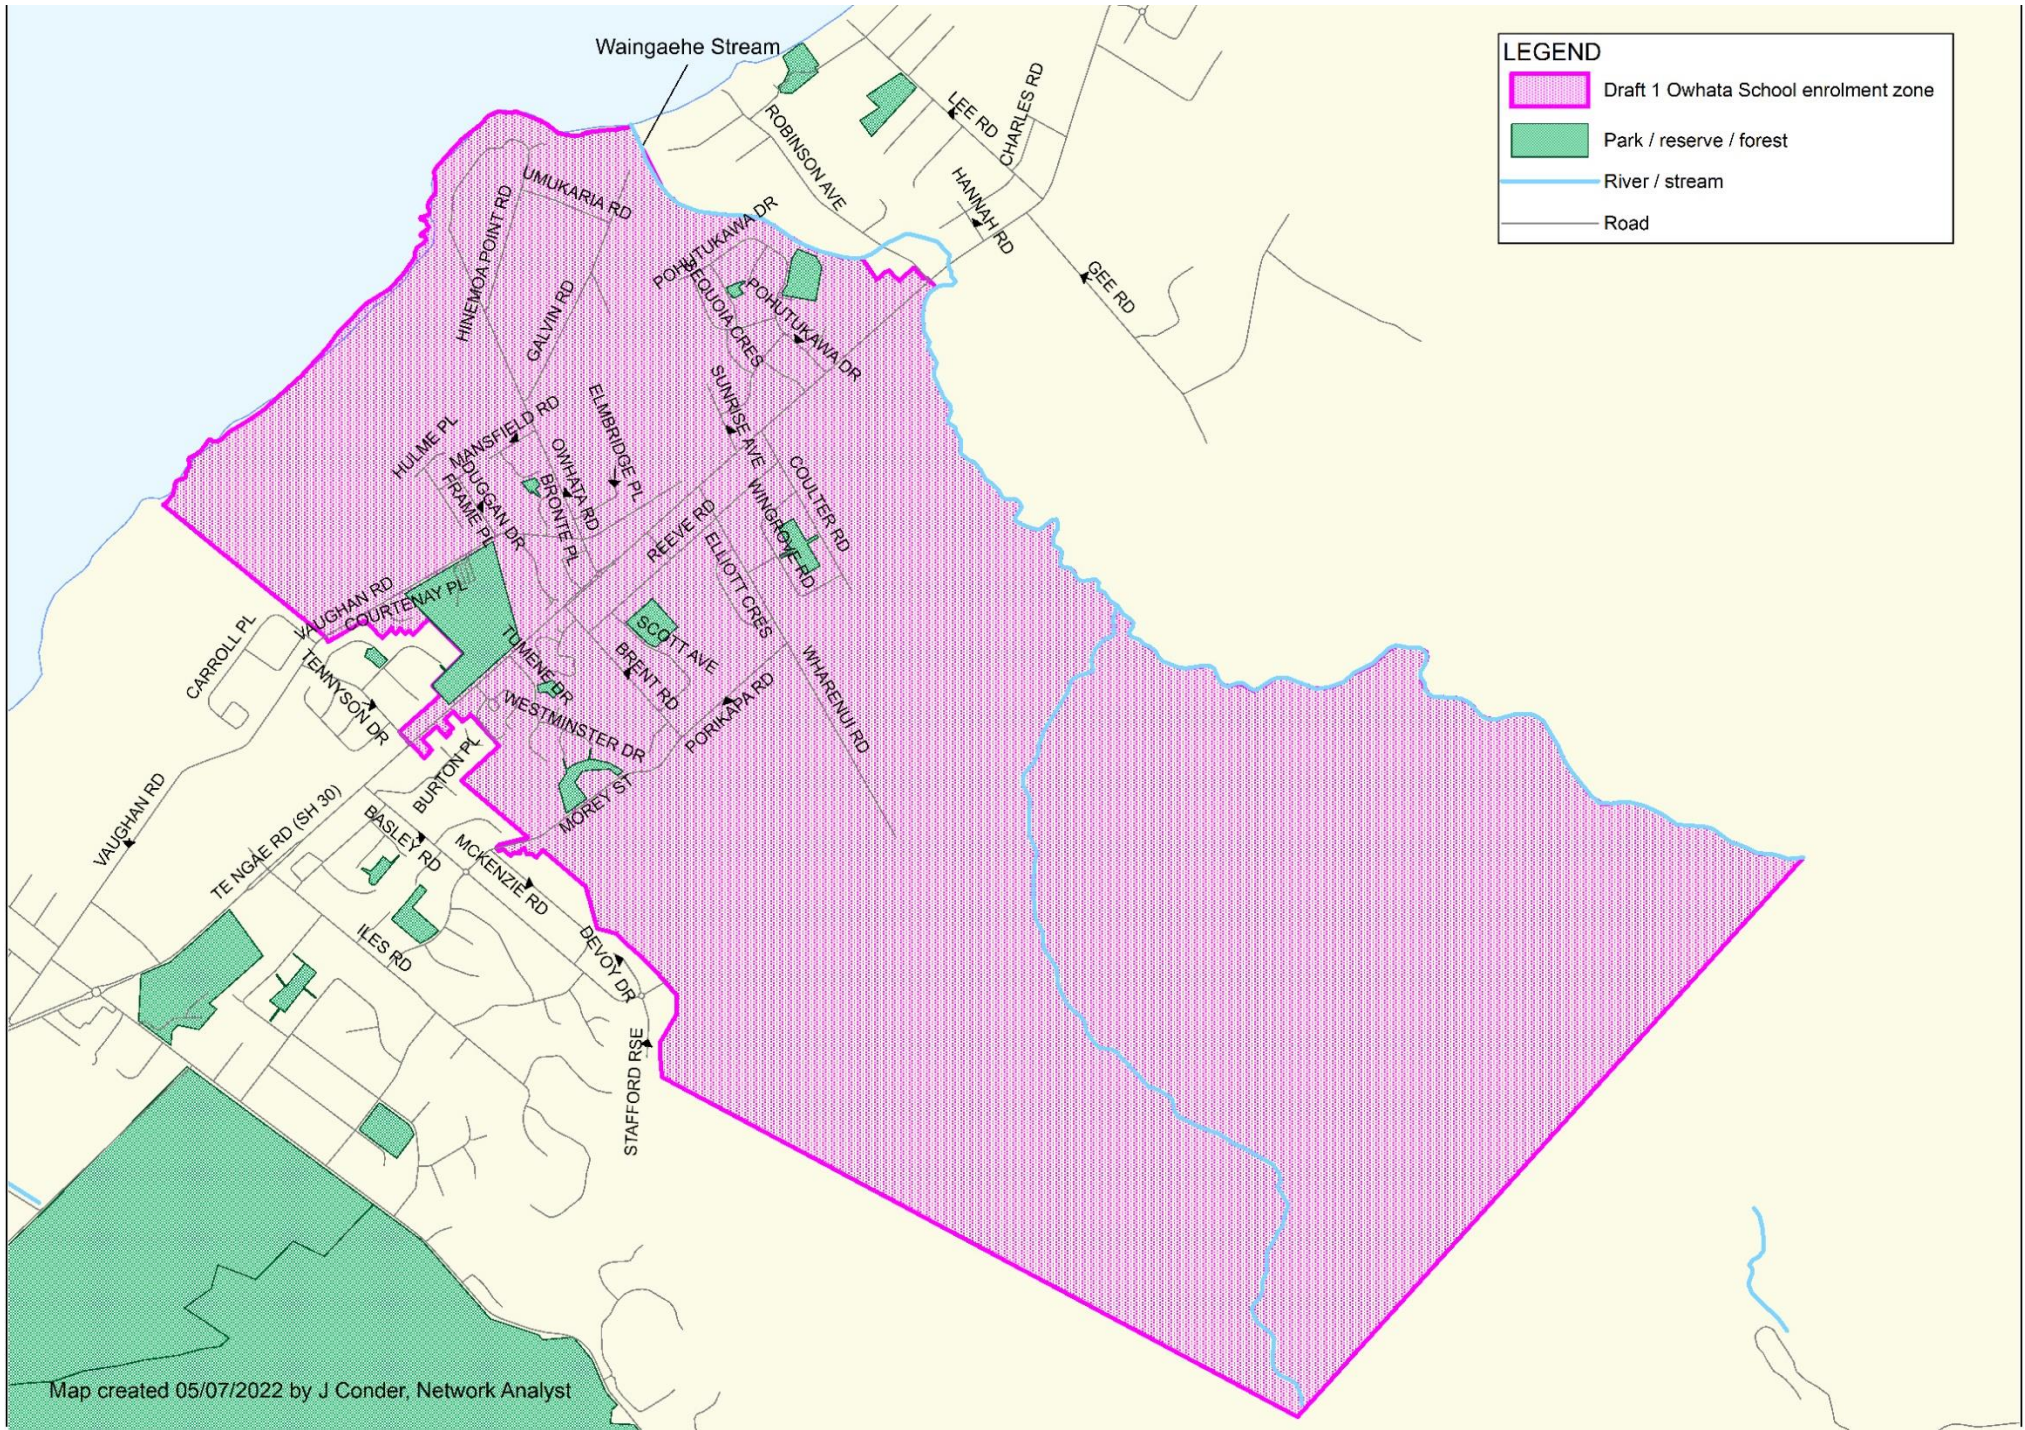 Waingaehe Stream
LEGEND
Draft 1 Owhata School enrolment zone
Park / reserve / forest
River / stream
Road
LEE RD
CHARLES RD
ROBINSON AVE
HANNAH RD
GEE RD
UMUKARIA RD
HINEMOA POINT RD
POHUTUKAWA DR
SEQUOIA CRES
POHUTUKAWA DR
GALVIN RD
SUNRISE AVE
ELMBRIDGE PL
MANSFIELD RD
HULME PL
OWHATA RD
DUGGAN DR
FRAME PL
BRONTE PL
COULTER RD
WINGROVE RD
REEVE RD
ELLIOTT CRES
VAUGHAN RD
COURTENAY PL
CARROLL PL
TENNYSON DR
TUMENE DR
SCOTT AVE
BRENT RD
WESTMINSTER DR
PORIKAPA RD
WHARENUI RD
BURTON PL
MOREY ST
VAUGHAN RD
TE NGAE RD (SH 30)
BASLEY RD
MCKENZIE RD
ILES RD
DEVOY DR
STAFFORD RSE
Map created 05/07/2022 by J Conder, Network Analyst